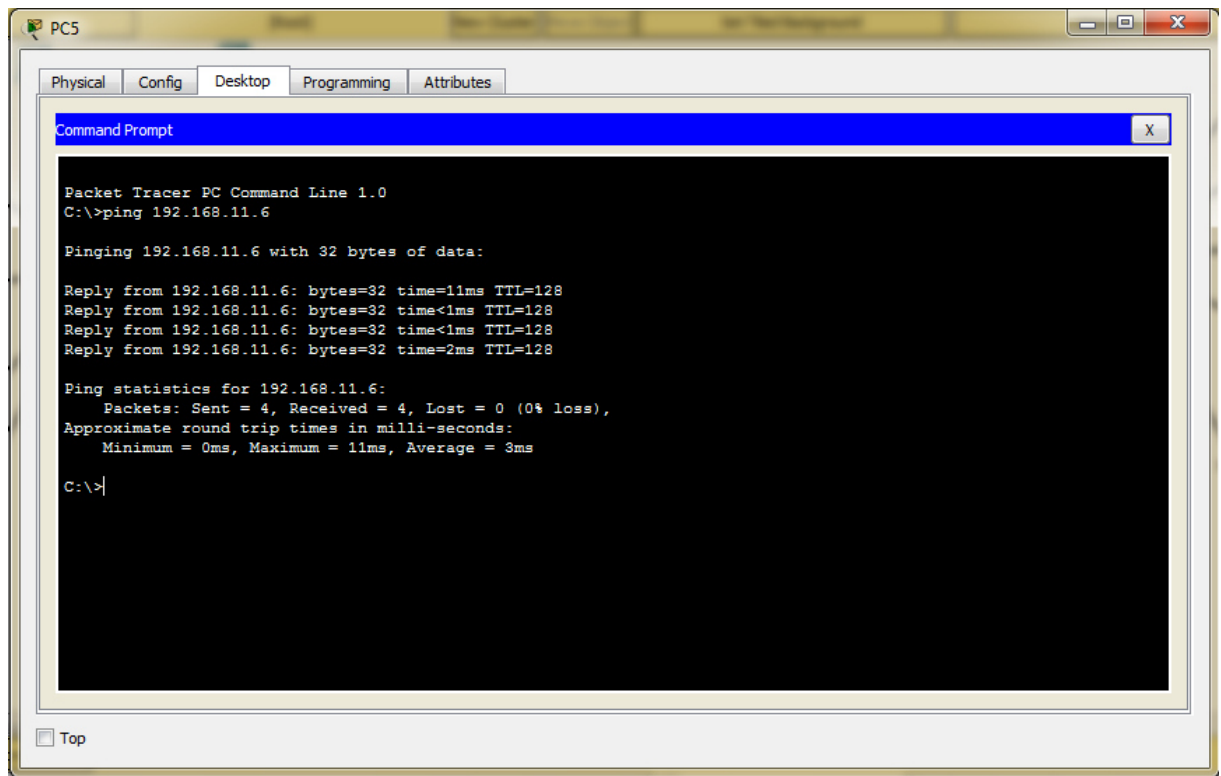 PC5
X
Physical Config Desktop Programming Attributes
Command Prompt
X
Packet Tracer PC Command Line 1.0
C:\>ping 192.168.11.6
Pinging 192.168.11.6 with 32 bytes of data:
Reply from 192.168.11.6: bytes=32 time=11ms TTL=128
Reply from 192.168.11.6: bytes=32 time<1ms TTL=128
Reply from 192.168.11.6: bytes=32 time<1ms TTL=128
Reply from 192.168.11.6: bytes=32 time=2ms TTL=128
Ping statistics for 192.168.11.6:
Packets: Sent = 4, Received = 4, Lost = 0 (0% loss),
Approximate round trip times in milli-seconds:
Minimum = 0ms, Maximum = 11ms, Average = 3ms
C:\>
Top